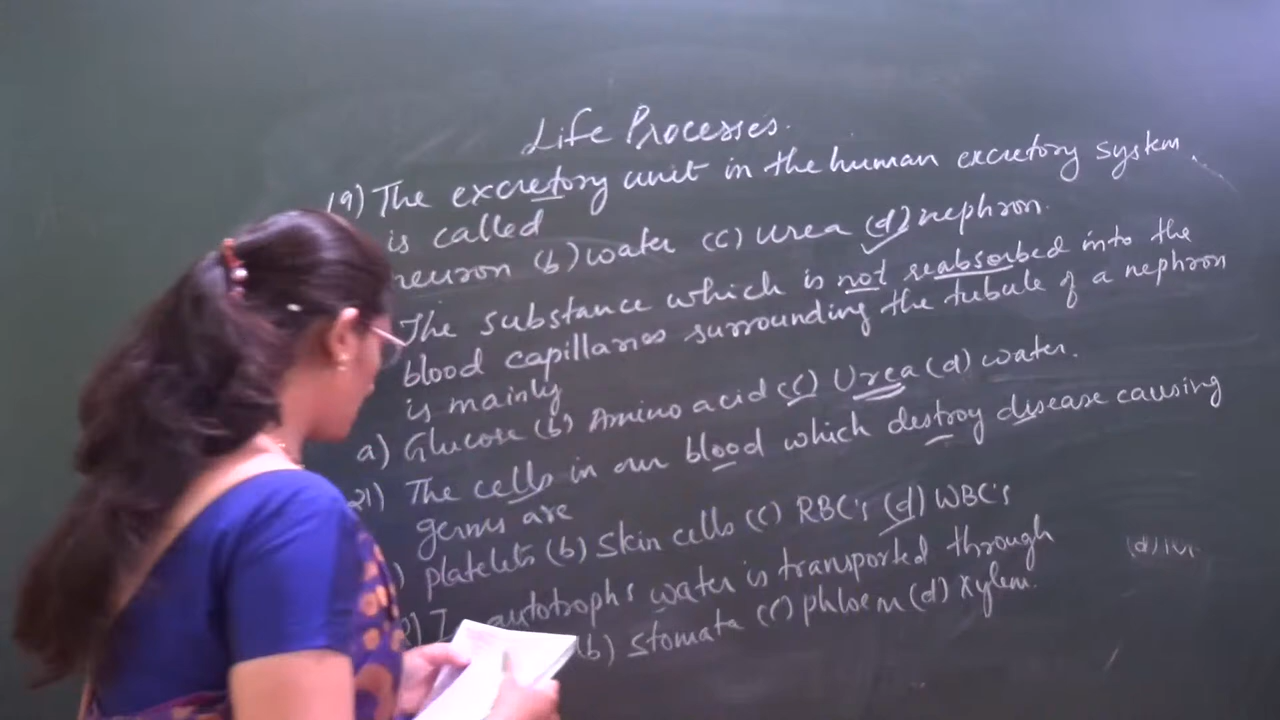 Life Processes.
19) The excretory unit in the human excretory system
is called
neuron (b) water (c) Urea (d) nephron.
The substance which is not reabsorbed into the
blood capillaries surrounding the tubule of a nephron
is mainly
a) Glucose (b) Amino acid (c) Urea (d) water.
21) The cells in our blood which destroy disease causing
germs are
) platelets (b) Skin cells (c) RBC's (d) WBC's
autotrophs water is transported through
(b) Stomata (c) phloem (d) xylem.